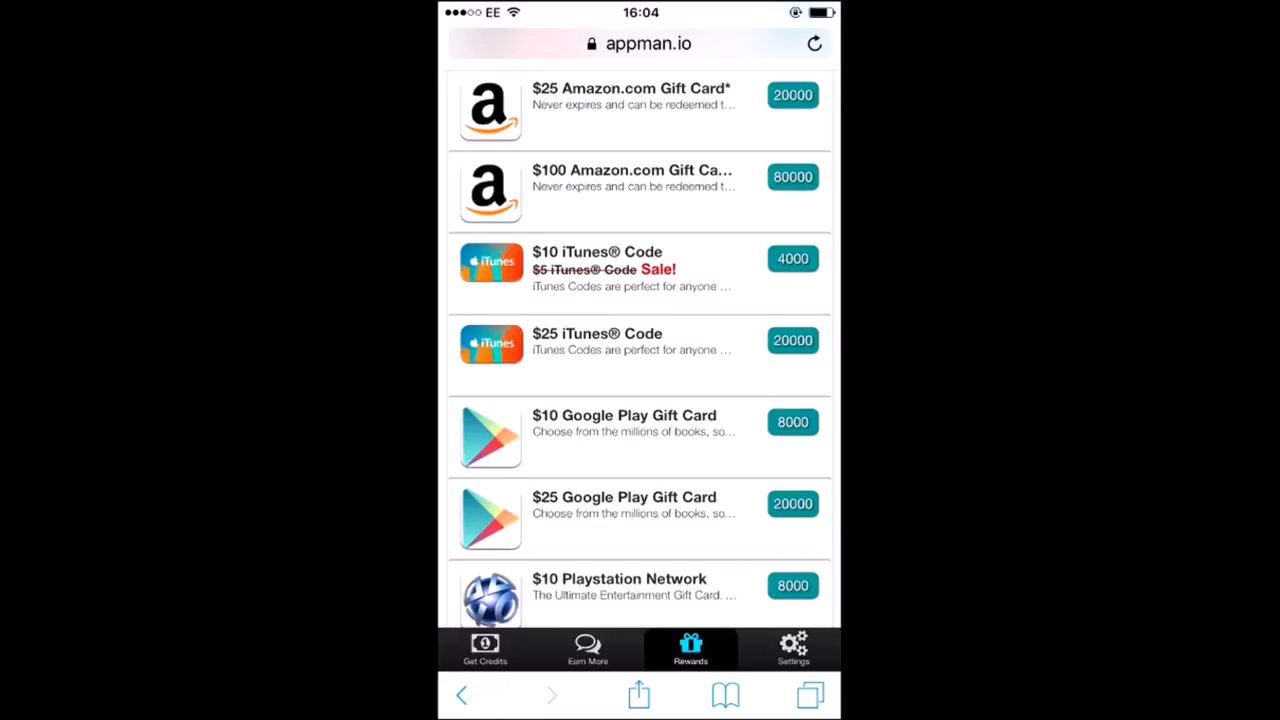 EE 16:04
appman.io
a $25 Amazon.com Gift Card* 20000
Never expires and can be redeemed t...
a $100 Amazon.com Gift Ca... 80000
Never expires and can be redeemed t...
iTunes $10 iTunes® Code 4000
$5 iTunes® Code Sale!
iTunes Codes are perfect for anyone ...
iTunes $25 iTunes® Code 20000
iTunes Codes are perfect for anyone ...
$10 Google Play Gift Card 8000
Choose from the millions of books, so...
$25 Google Play Gift Card 20000
Choose from the millions of books, so...
$10 Playstation Network 8000
The Ultimate Entertainment Gift Card. ...
Get Credits Earn More Rewards Settings